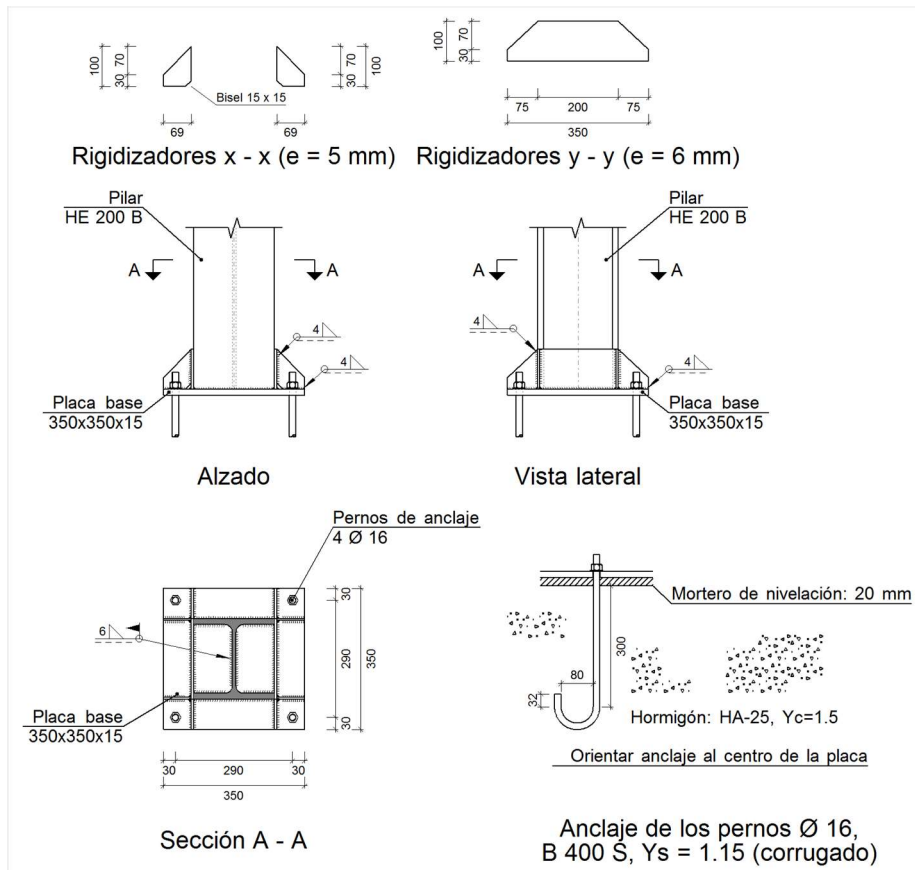 100
70
30
70
30
100
Bisel 15 x 15
69
69
Rigidizadores x - x (e = 5 mm)
100
70
30
75
200
75
350
Rigidizadores y - y (e = 6 mm)
Pilar
HE 200 B
A
A
4
4
Placa base
350x350x15
Alzado
Pilar
HE 200 B
A
A
4
4
Placa base
350x350x15
Vista lateral
Pernos de anclaje
4 Ø 16
6
30
290
30
350
Placa base
350x350x15
30
290
30
350
Sección A - A
Mortero de nivelación: 20 mm
300
80
32
Hormigón: HA-25, Yc=1.5
Orientar anclaje al centro de la placa
Anclaje de los pernos Ø 16,
B 400 S, Ys = 1.15 (corrugado)